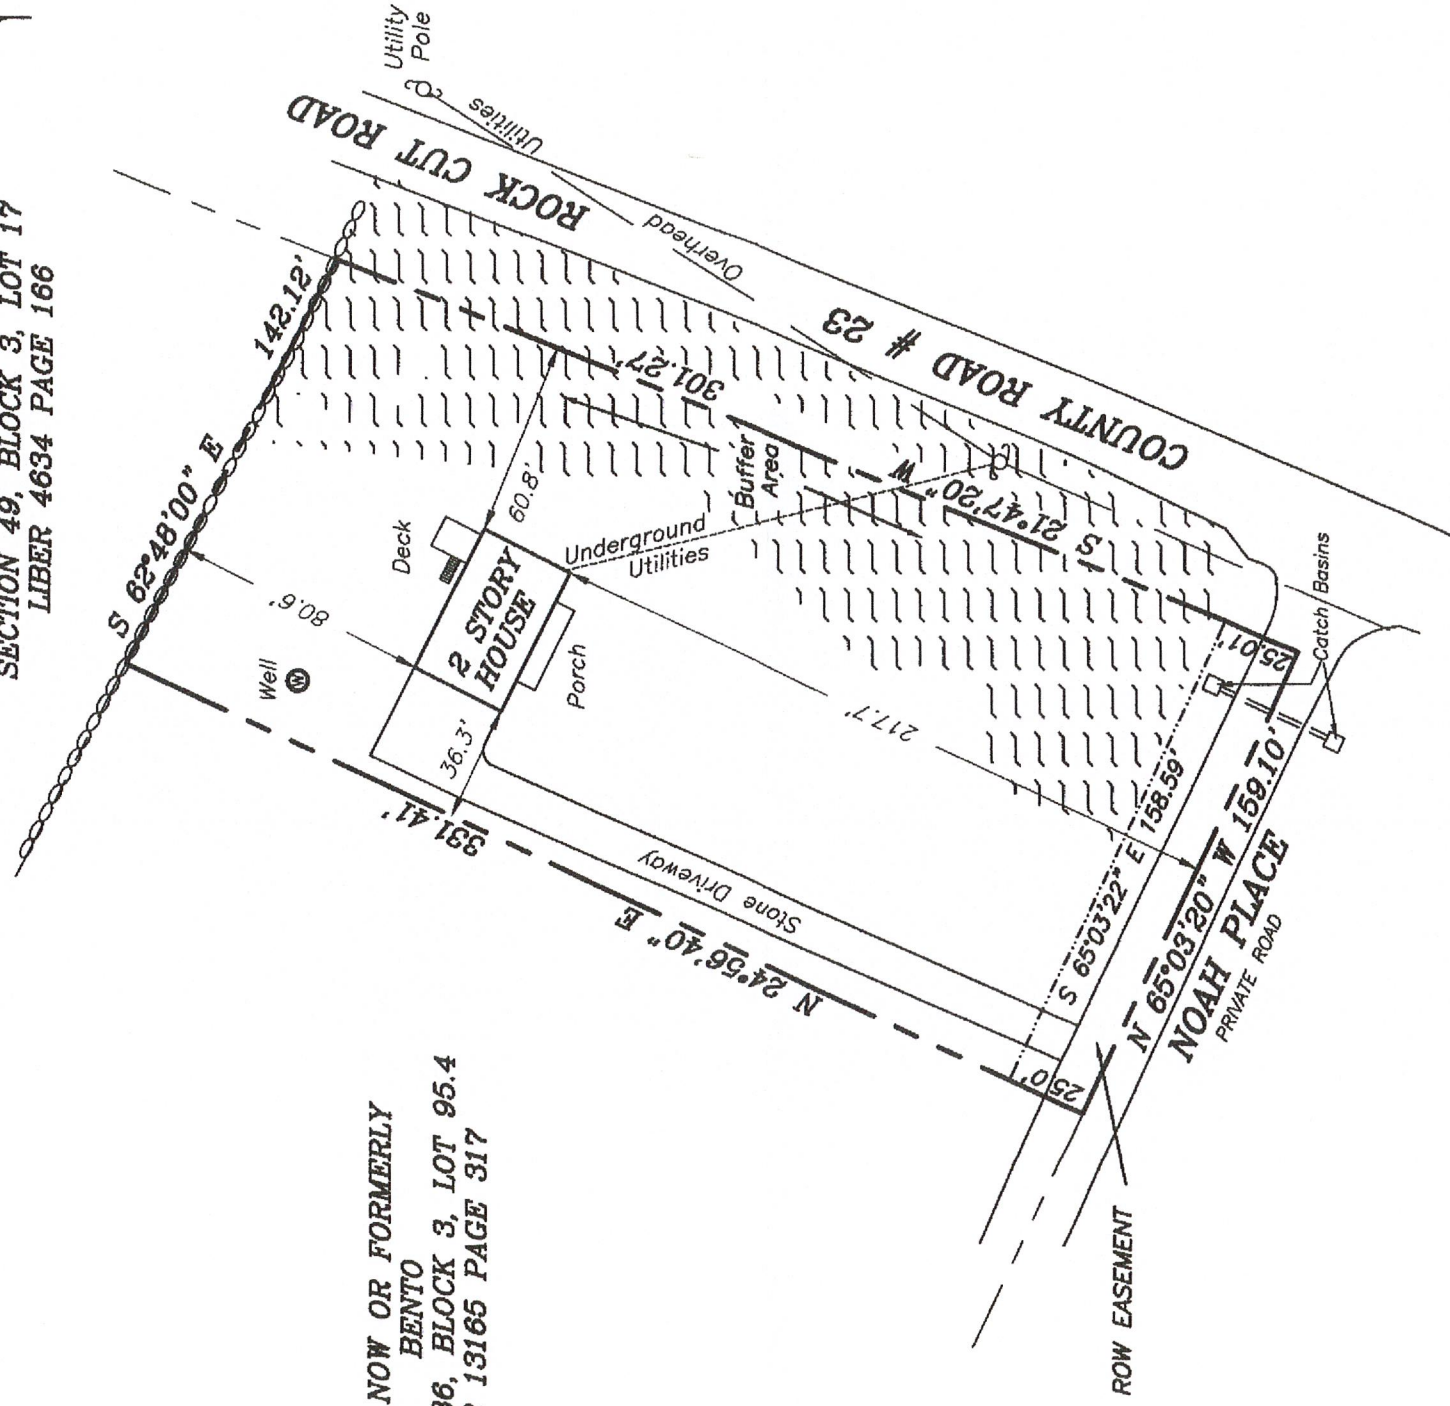 SECTION 49, BLOCK 3, LOT 17
LIBER 4634 PAGE 166
Utility
Pole
Utilities
Overhead
ROCK CUT ROAD
COUNTY ROAD # 23
142.12'
S 62°48'00" E
301.27'
S 21°47'20" W
Buffer
Area
Deck
60.8'
80.6'
Well
W
2 STORY
HOUSE
Porch
Underground
Utilities
36.3'
217.7'
331.41'
N 24°56'40" E
Stone Driveway
S 65°03'22" E 158.59'
25.01'
25.0'
Catch Basins
N 65°03'20" W 159.10'
NOAH PLACE
PRIVATE ROAD
ROW EASEMENT
NOW OR FORMERLY
BENTO
36, BLOCK 3, LOT 95.4
13165 PAGE 317